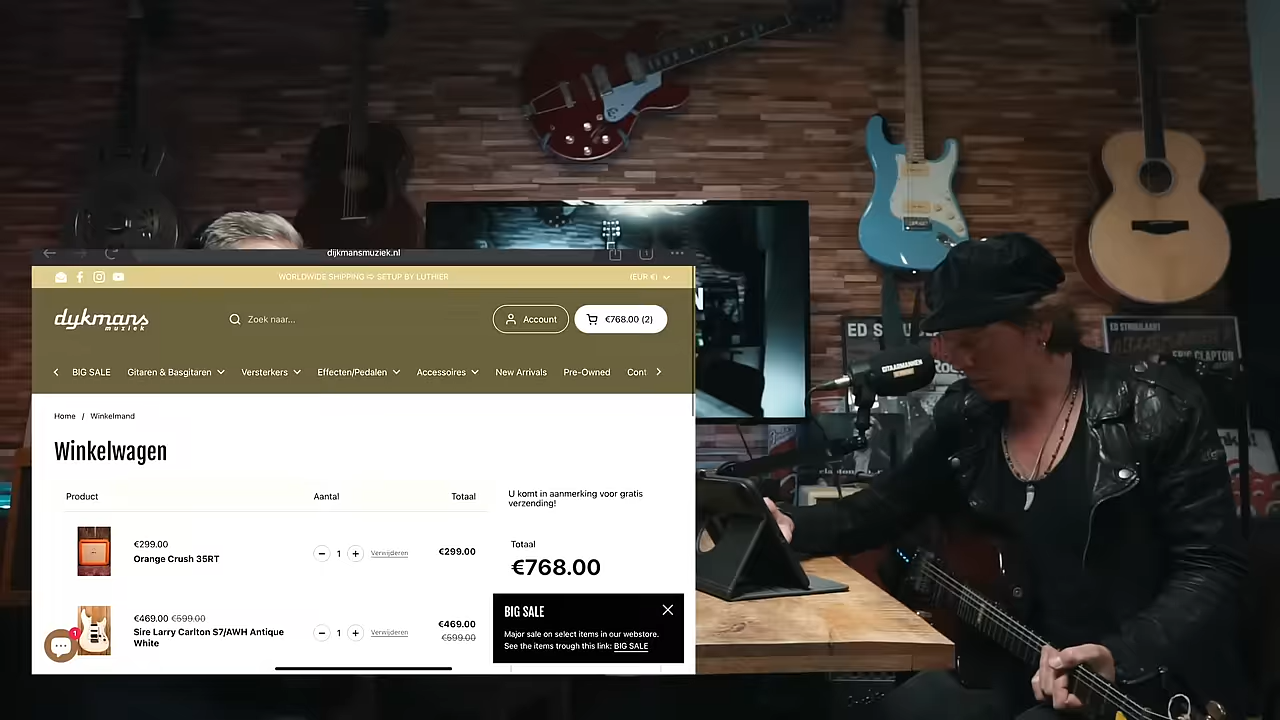 dijkmansmuziek.nl
WORLDWIDE SHIPPING ➪ SETUP BY LUTHIER
(EUR €)
dykmans
muziek
Zoek naar...
Account
€768.00 (2)
BIG SALE
Gitaren & Basgitaren
Versterkers
Effecten/Pedalen
Accessoires
New Arrivals
Pre-Owned
Cont
Home / Winkelmand
Winkelwagen
Product
Aantal
Totaal
€299.00
Orange Crush 35RT
1
Verwijderen
€299.00
€469.00 €599.00
Sire Larry Carlton S7/AWH Antique
White
1
Verwijderen
€469.00
€599.00
U komt in aanmerking voor gratis
verzending!
Totaal
€768.00
BIG SALE
Major sale on select items in our webstore.
See the items trough this link: BIG SALE
1
N
ED S
GITAARMANNEN
ED STRUIJLAART
ERIC CLAPTON